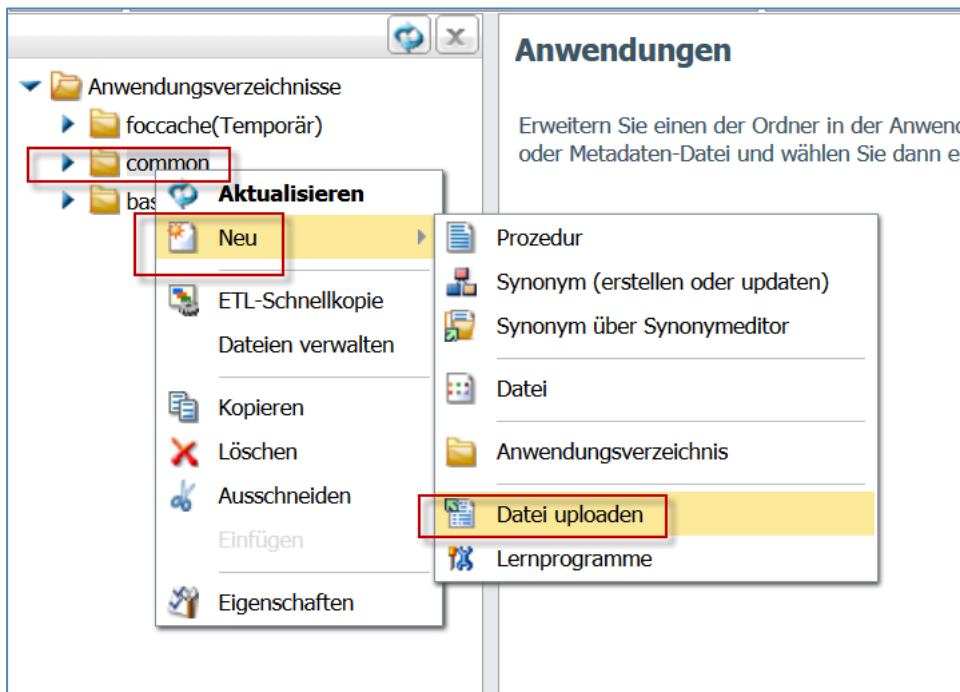 Anwendungen
Anwendungsverzeichnisse
foccache(Temporär)
common
bas
Erweitern Sie einen der Ordner in der Anwend
oder Metadaten-Datei und wählen Sie dann e
Aktualisieren
Neu
ETL-Schnellkopie
Dateien verwalten
Kopieren
Löschen
Ausschneiden
Einfügen
Eigenschaften
Prozedur
Synonym (erstellen oder updaten)
Synonym über Synonymeditor
Datei
Anwendungsverzeichnis
Datei uploaden
Lernprogramme